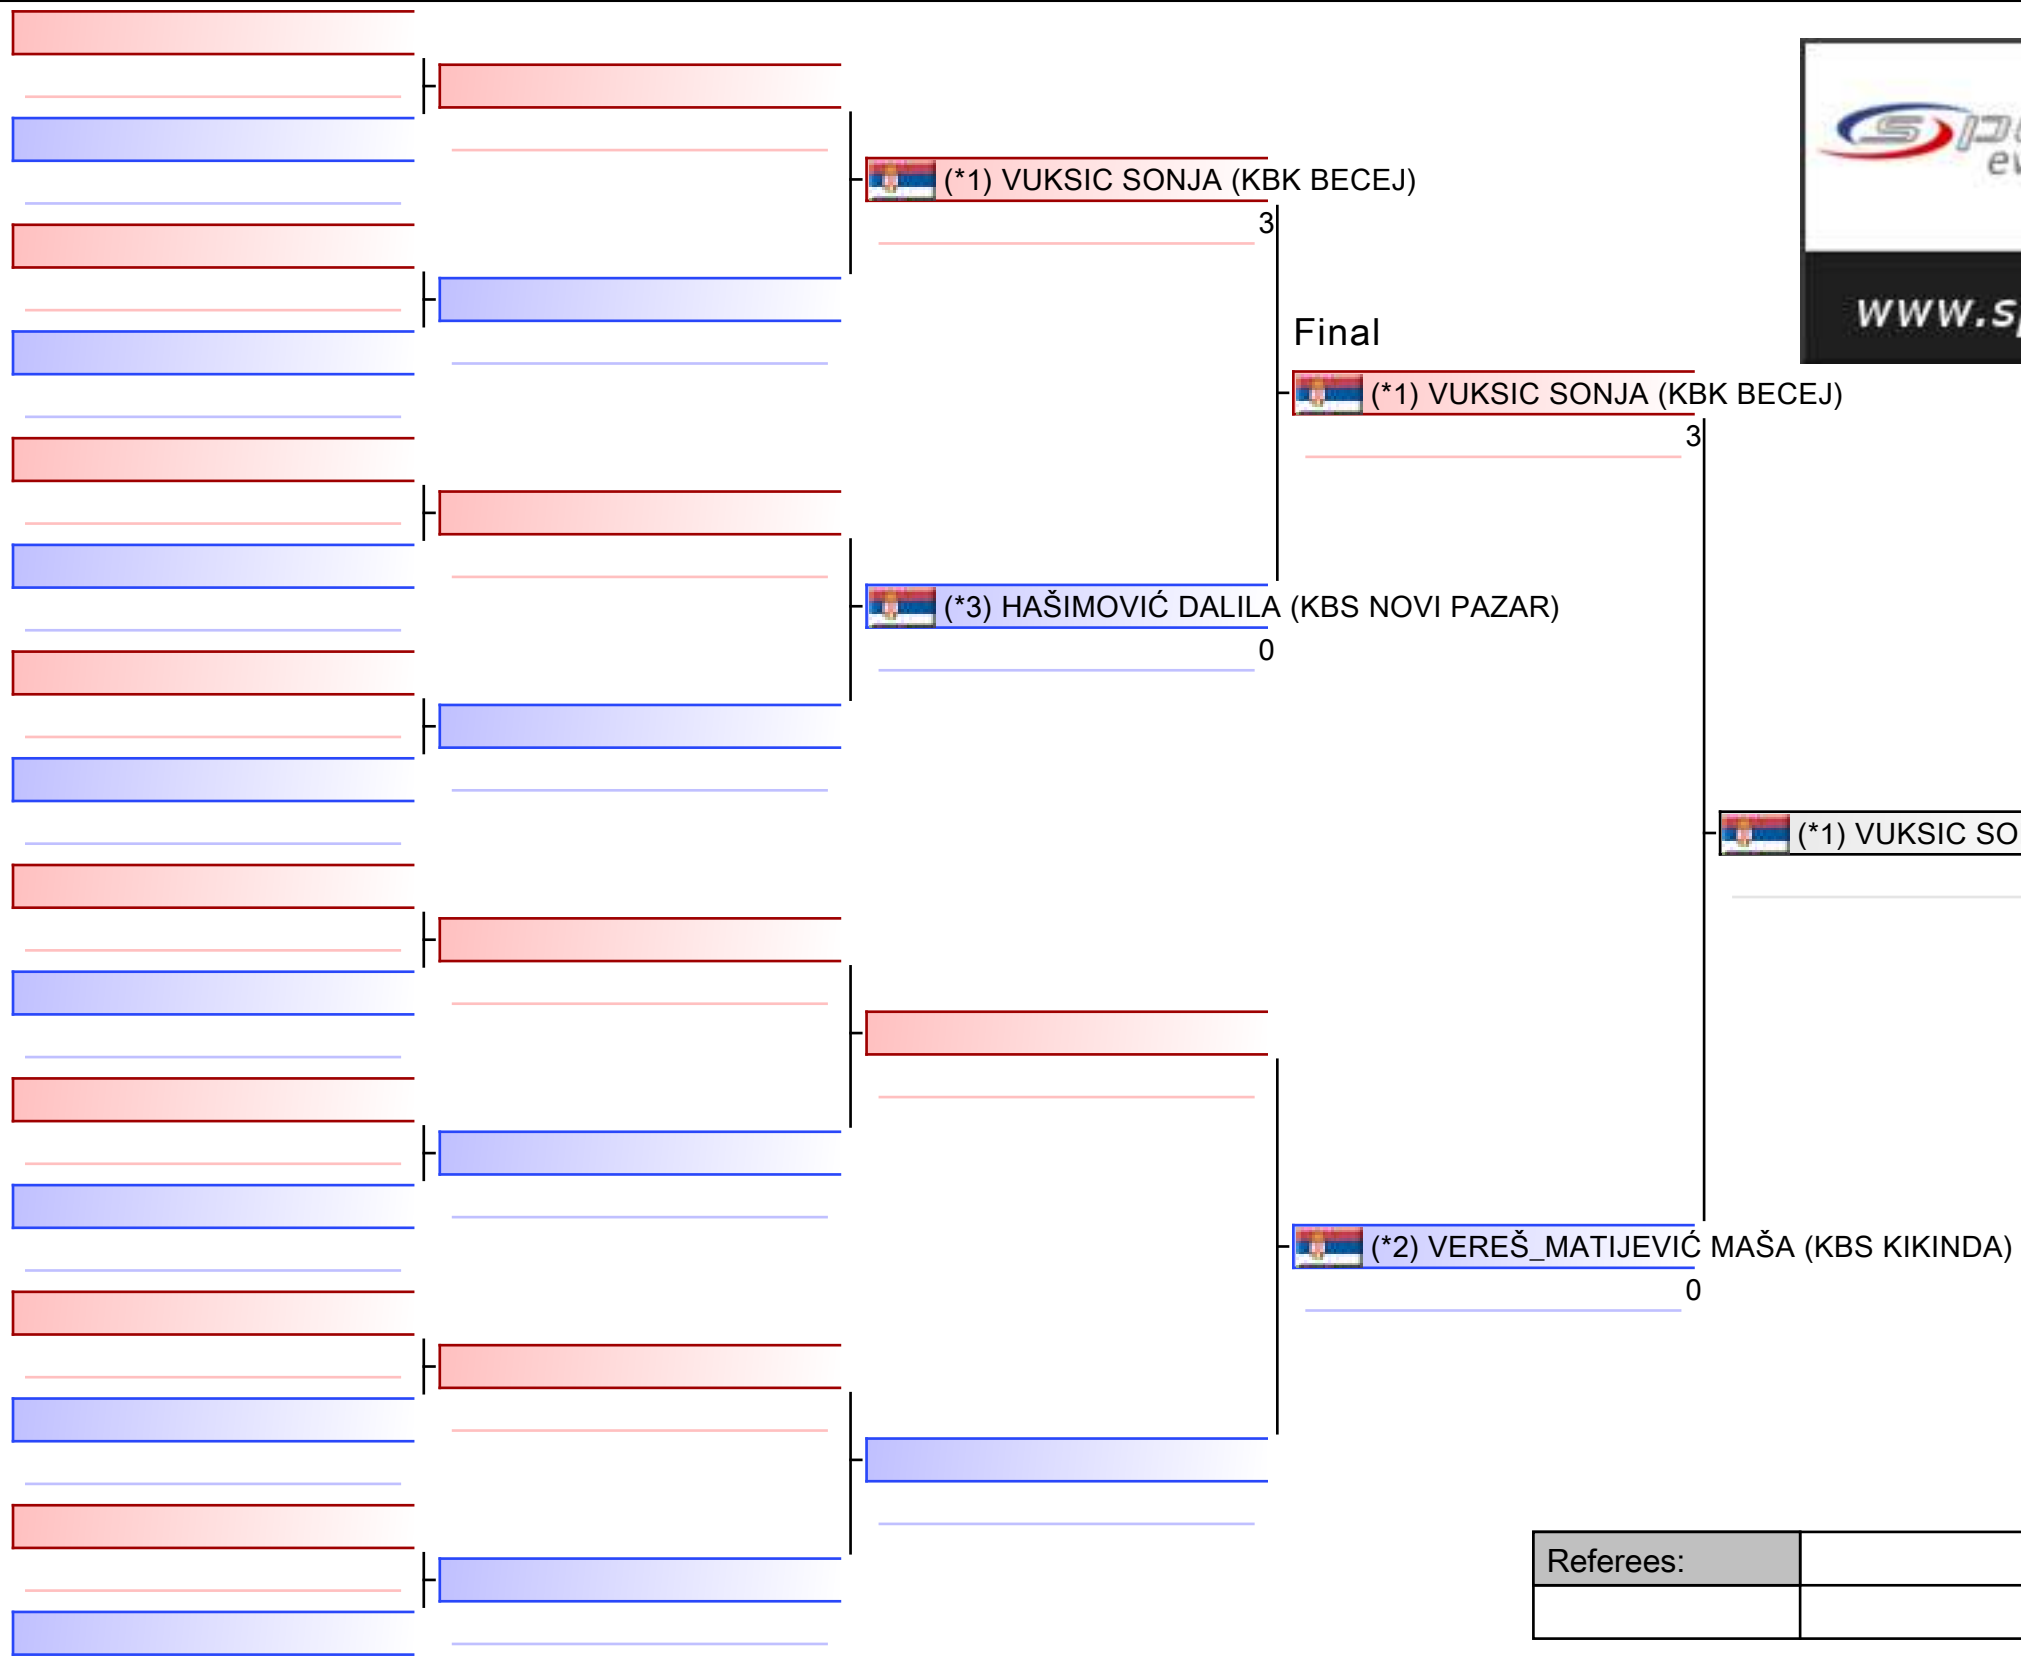 (*1) VUKSIC SONJA (KBK BECEJ)
3
Final
(*1) VUKSIC SONJA (KBK BECEJ)
3
(*3) HAŠIMOVIĆ DALILA (KBS NOVI PAZAR)
0
(*1) VUKSIC SO
(*2) VEREŠ_MATIJEVIĆ MAŠA (KBS KIKINDA)
0
Referees: